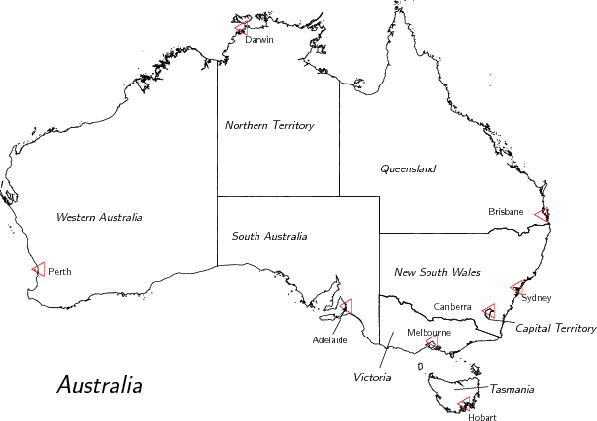 Darwin
Northern Territory
Queensland
Brisbane
Western Australia
South Australia
Perth
New South Wales
Sydney
Canberra
Capital Territory
Adelaide
Melbourne
Victoria
Australia
Tasmania
Hobart